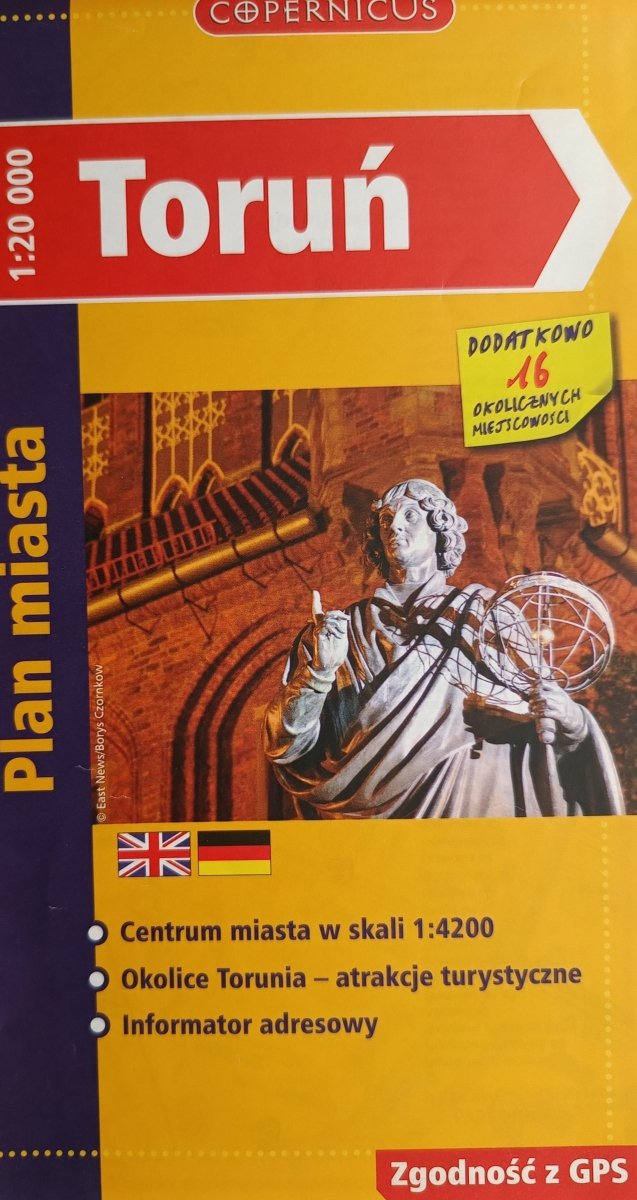 COPERNICUS
1:20 000
Toruń
DODATKOWO
16
OKOLICZNYCH
MIEJSCOWOŚCI
Plan miasta
© East News/Borys Czornkow
Centrum miasta w skali 1:4200
Okolice Torunia – atrakcje turystyczne
Informator adresowy
Zgodność z GPS